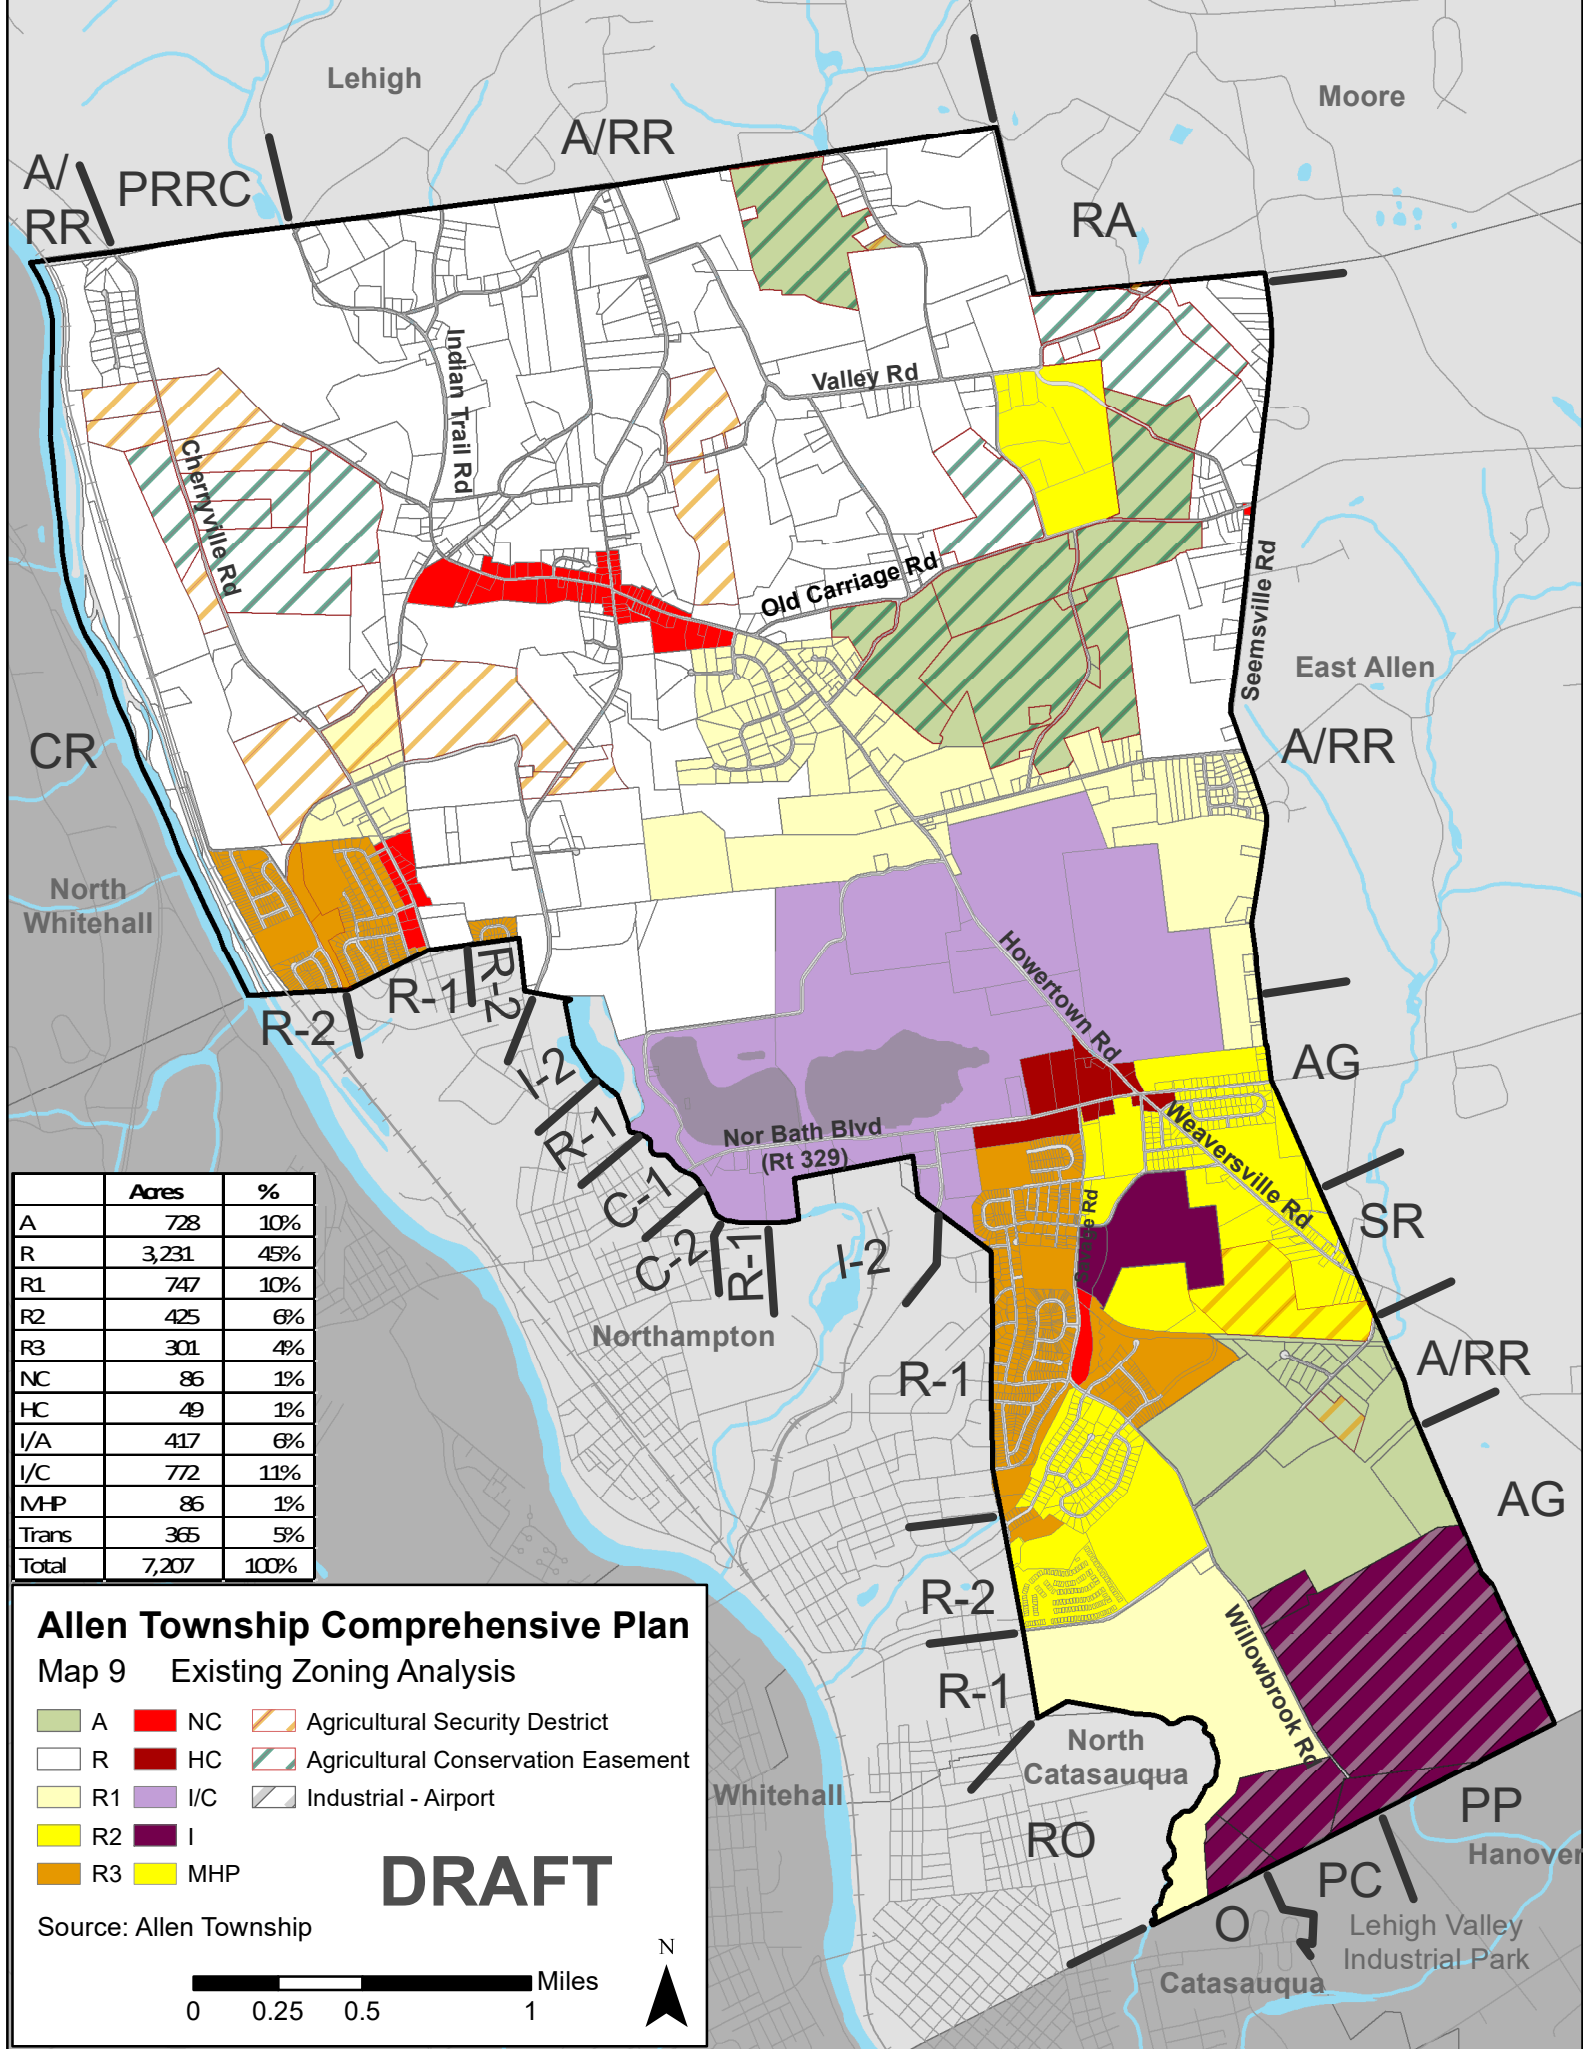 Lehigh
Moore
A/RR
A/
RR
PRRC
RA
Indian Trail Rd
Valley Rd
Cherryville Rd
Old Carriage Rd
Seemsville Rd
East Allen
CR
A/RR
North
Whitehall
Howertown Rd
R-1
R-2
R-2
I-2
AG
R-1
Nor Bath Blvd
(Rt 329)
Weaversville Rd
C-1
SR
Savage Rd
C-2
R-1
I-2
Northampton
R-1
A/RR
AG
Acres %
A 728 10%
R 3,231 45%
R1 747 10%
R2 425 6%
R3 301 4%
NC 86 1%
HC 49 1%
I/A 417 6%
I/C 772 11%
MHP 86 1%
Trans 365 5%
Total 7,207 100%
R-2
Willowbrook Rd
R-1
North
Catasauqua
Whitehall
RO
PP
Hanover
PC
O
Lehigh Valley
Industrial Park
Catasauqua
Allen Township Comprehensive Plan
Map 9 Existing Zoning Analysis
A NC Agricultural Security Destrict
R HC Agricultural Conservation Easement
R1 I/C Industrial - Airport
R2 I
R3 MHP
DRAFT
Source: Allen Township
N
Miles
0 0.25 0.5 1